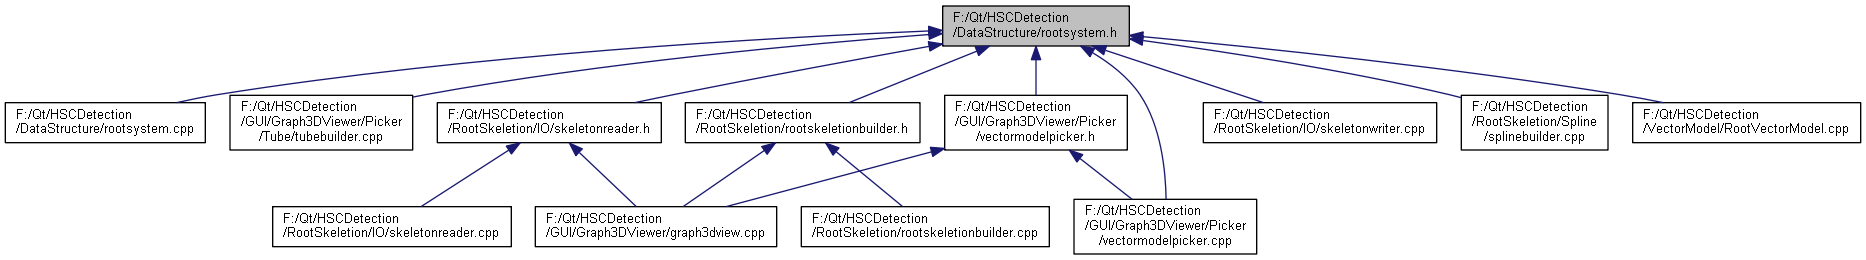 F:/Qt/HSCDetection
/DataStructure/rootsystem.h
F:/Qt/HSCDetection
/DataStructure/rootsystem.cpp
F:/Qt/HSCDetection
/GUI/Graph3DViewer/Picker
/Tube/tubebuilder.cpp
F:/Qt/HSCDetection
/RootSkeletion/IO/skeletonreader.h
F:/Qt/HSCDetection
/RootSkeletion/rootskeletionbuilder.h
F:/Qt/HSCDetection
/GUI/Graph3DViewer/Picker
/vectormodelpicker.h
F:/Qt/HSCDetection
/RootSkeletion/IO/skeletonwriter.cpp
F:/Qt/HSCDetection
/RootSkeletion/Spline
/splinebuilder.cpp
F:/Qt/HSCDetection
/VectorModel/RootVectorModel.cpp
F:/Qt/HSCDetection
/RootSkeletion/IO/skeletonreader.cpp
F:/Qt/HSCDetection
/GUI/Graph3DViewer/graph3dview.cpp
F:/Qt/HSCDetection
/RootSkeletion/rootskeletionbuilder.cpp
F:/Qt/HSCDetection
/GUI/Graph3DViewer/Picker
/vectormodelpicker.cpp